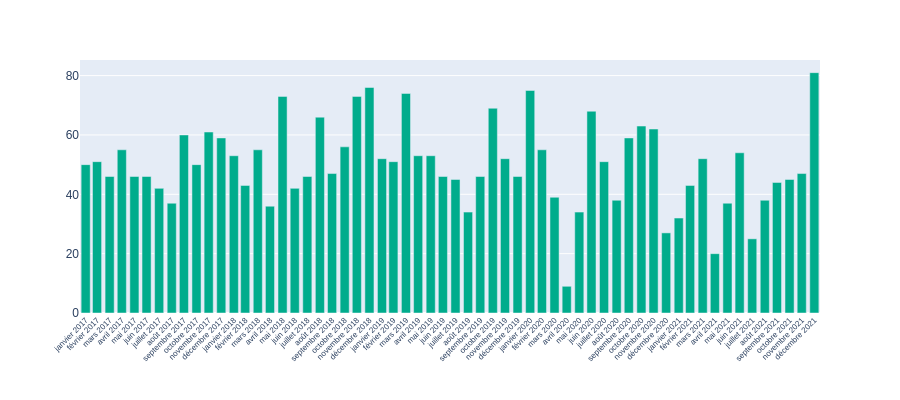 80
60
40
20
0
janvier 2017
février 2017
mars 2017
avril 2017
mai 2017
juin 2017
juillet 2017
août 2017
septembre 2017
octobre 2017
novembre 2017
décembre 2017
janvier 2018
février 2018
mars 2018
avril 2018
mai 2018
juin 2018
juillet 2018
août 2018
septembre 2018
octobre 2018
novembre 2018
décembre 2018
janvier 2019
février 2019
mars 2019
avril 2019
mai 2019
juin 2019
juillet 2019
août 2019
septembre 2019
octobre 2019
novembre 2019
décembre 2019
janvier 2020
février 2020
mars 2020
avril 2020
mai 2020
juin 2020
juillet 2020
août 2020
septembre 2020
octobre 2020
novembre 2020
décembre 2020
janvier 2021
février 2021
mars 2021
avril 2021
mai 2021
juin 2021
juillet 2021
août 2021
septembre 2021
octobre 2021
novembre 2021
décembre 2021